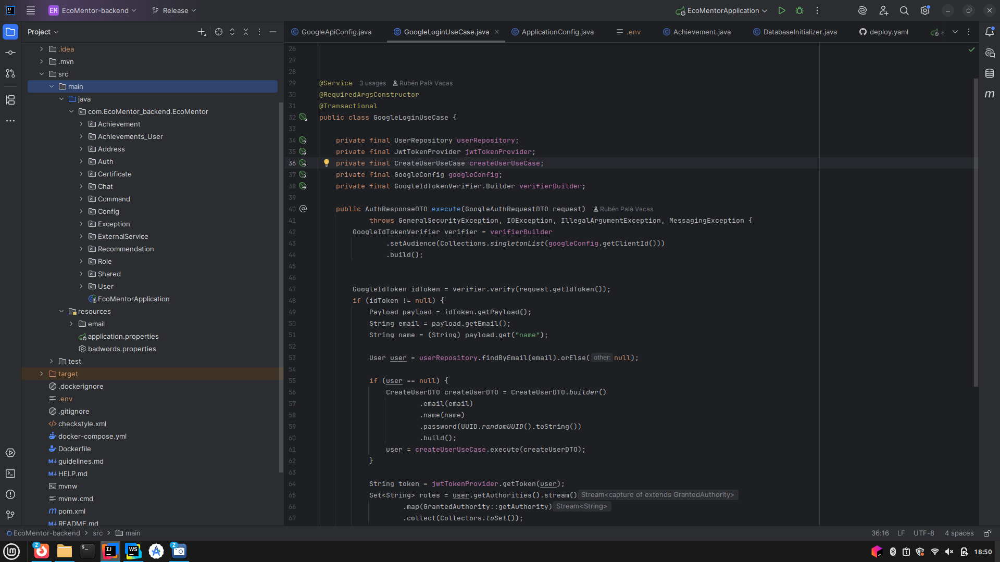 EM EcoMentor-backend
Release
EcoMentorApplication
Project
GoogleApiConfig.java
GoogleLoginUseCase.java
ApplicationConfig.java
.env
Achievement.java
DatabaseInitializer.java
deploy.yaml
a
.idea
.mvn
src
main
java
com.EcoMentor_backend.EcoMentor
Achievement
Achievements_User
Address
Auth
Certificate
Chat
Command
Config
Exception
ExternalService
Recommendation
Role
Shared
User
EcoMentorApplication
resources
email
application.properties
badwords.properties
test
target
.dockerignore
.env
.gitignore
checkstyle.xml
docker-compose.yml
Dockerfile
guidelines.md
HELP.md
mvnw
mvnw.cmd
pom.xml
README.md
26
27
28
29 @Service 3 usages Rubén Palà Vacas
30 @RequiredArgsConstructor
31 @Transactional
32 public class GoogleLoginUseCase {
33
34 private final UserRepository userRepository;
35 private final JwtTokenProvider jwtTokenProvider;
36 private final CreateUserUseCase createUserUseCase;
37 private final GoogleConfig googleConfig;
38 private final GoogleIdTokenVerifier.Builder verifierBuilder;
39
40 public AuthResponseDTO execute(GoogleAuthRequestDTO request) Rubén Palà Vacas
41 throws GeneralSecurityException, IOException, IllegalArgumentException, MessagingException {
42 GoogleIdTokenVerifier verifier = verifierBuilder
43 .setAudience(Collections.singletonList(googleConfig.getClientId()))
44 .build();
45
46
47 GoogleIdToken idToken = verifier.verify(request.getIdToken());
48 if (idToken != null) {
49 Payload payload = idToken.getPayload();
50 String email = payload.getEmail();
51 String name = (String) payload.get("name");
52
53 User user = userRepository.findByEmail(email).orElse( other: null);
54
55 if (user == null) {
56 CreateUserDTO createUserDTO = CreateUserDTO.builder()
57 .email(email)
58 .name(name)
59 .password(UUID.randomUUID().toString())
60 .build();
61 user = createUserUseCase.execute(createUserDTO);
62 }
63
64 String token = jwtTokenProvider.getToken(user);
65 Set<String> roles = user.getAuthorities().stream() Stream<capture of extends GrantedAuthority>
66 .map(GrantedAuthority::getAuthority) Stream<String>
67 .collect(Collectors.toSet());
EcoMentor-backend > src > main
36:16 LF UTF-8 4 spaces
18:50